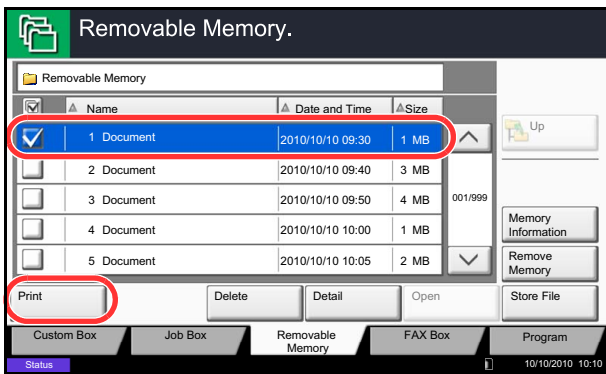 Removable Memory.
Removable Memory
Name Date and Time Size
1 Document 2010/10/10 09:30 1 MB
2 Document 2010/10/10 09:40 3 MB
3 Document 2010/10/10 09:50 4 MB
4 Document 2010/10/10 10:00 1 MB
5 Document 2010/10/10 10:05 2 MB
001/999
Up
Memory
Information
Remove
Memory
Print Delete Detail Open Store File
Custom Box Job Box Removable
Memory FAX Box Program
Status 10/10/2010 10:10